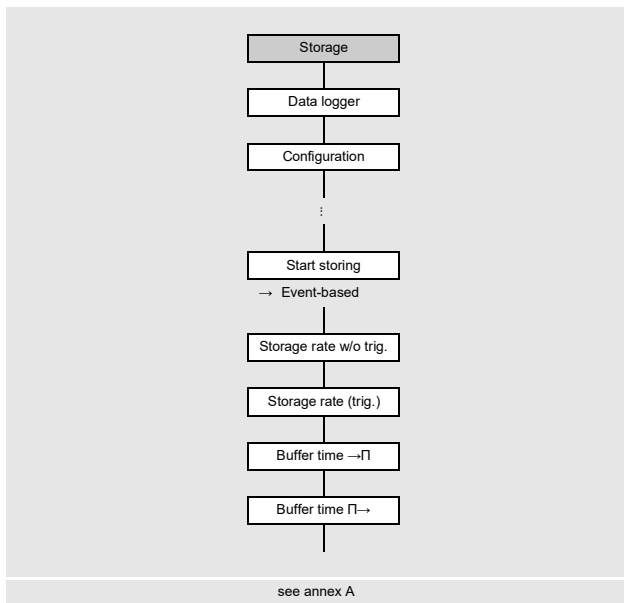 Storage
Data logger
Configuration
⋮
Start storing
→ Event-based
Storage rate w/o trig.
Storage rate (trig.)
Buffer time →Π
Buffer time Π→
see annex A